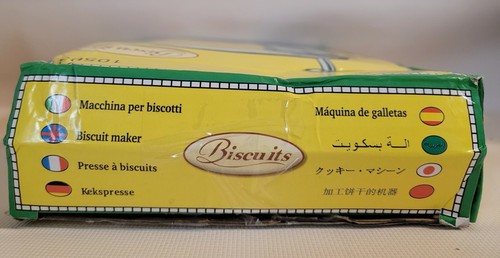 Macchina per biscotti
Biscuit maker
Presse à biscuits
Kekspresse
Biscuits
Máquina de galletas
الة بسكويت
クッキー・マシーン
加工饼干的机器